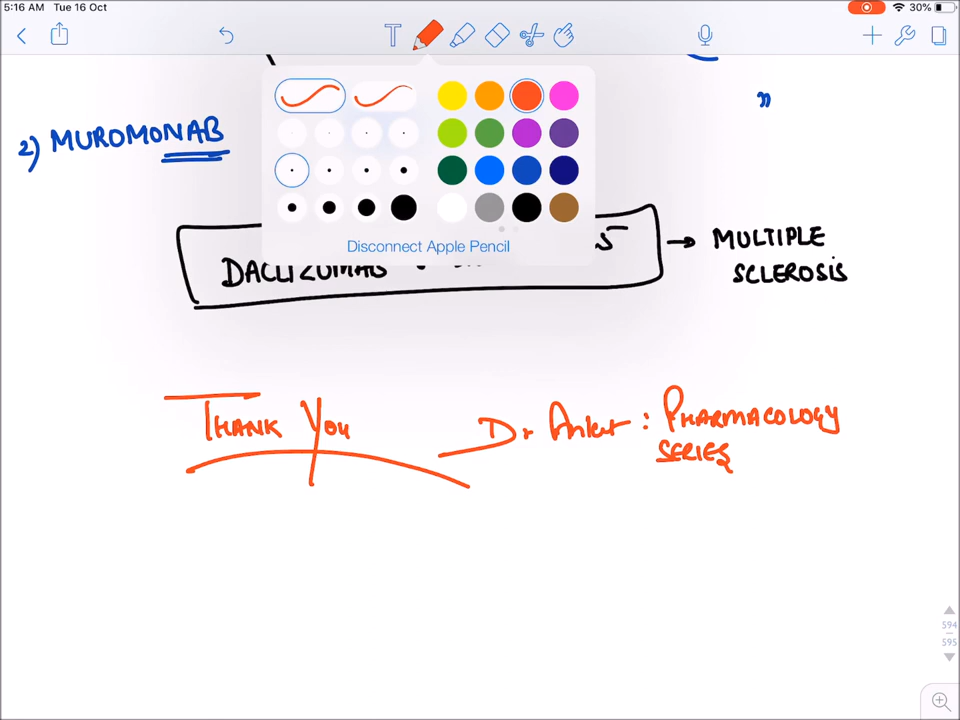 5:16 AM Tue 16 Oct
30%
T
"
2) MUROMONAB
Disconnect Apple Pencil
DACLIZUMAB
→ MULTIPLE
SCLEROSIS
THANK YOU
Dr Ankit : PHARMACOLOGY
SERIES
594
595